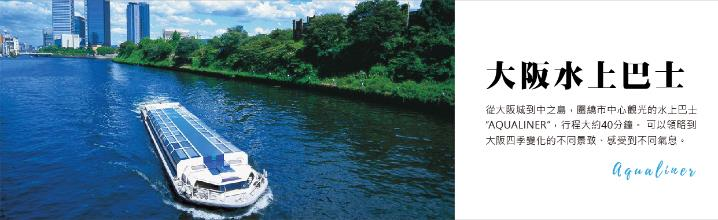 大阪水上巴士
從大阪城到中之島，圍繞市中心觀光的水上巴士
"AQUALINER"，行程大約40分鐘。 可以領略到
大阪四季變化的不同景致、感受到不同氣息。
Aqualiner